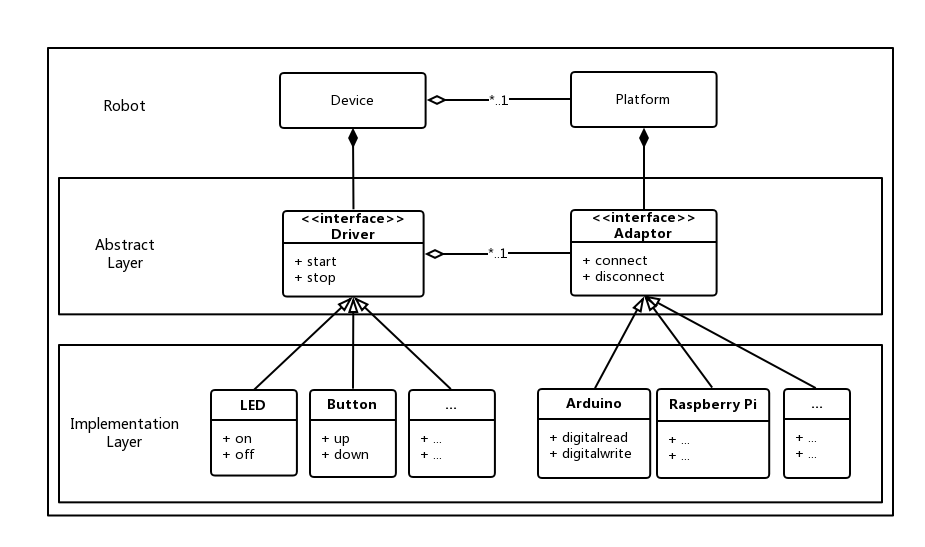 Robot
Device
*..1
Platform
Abstract
Layer
<<interface>>
Driver
+ start
+ stop
*..1
<<interface>>
Adaptor
+ connect
+ disconnect
Implementation
Layer
LED
+ on
+ off
Button
+ up
+ down
...
+ ...
+ ...
Arduino
+ digitalread
+ digitalwrite
Raspberry Pi
+ ...
+ ...
...
+ ...
+ ...